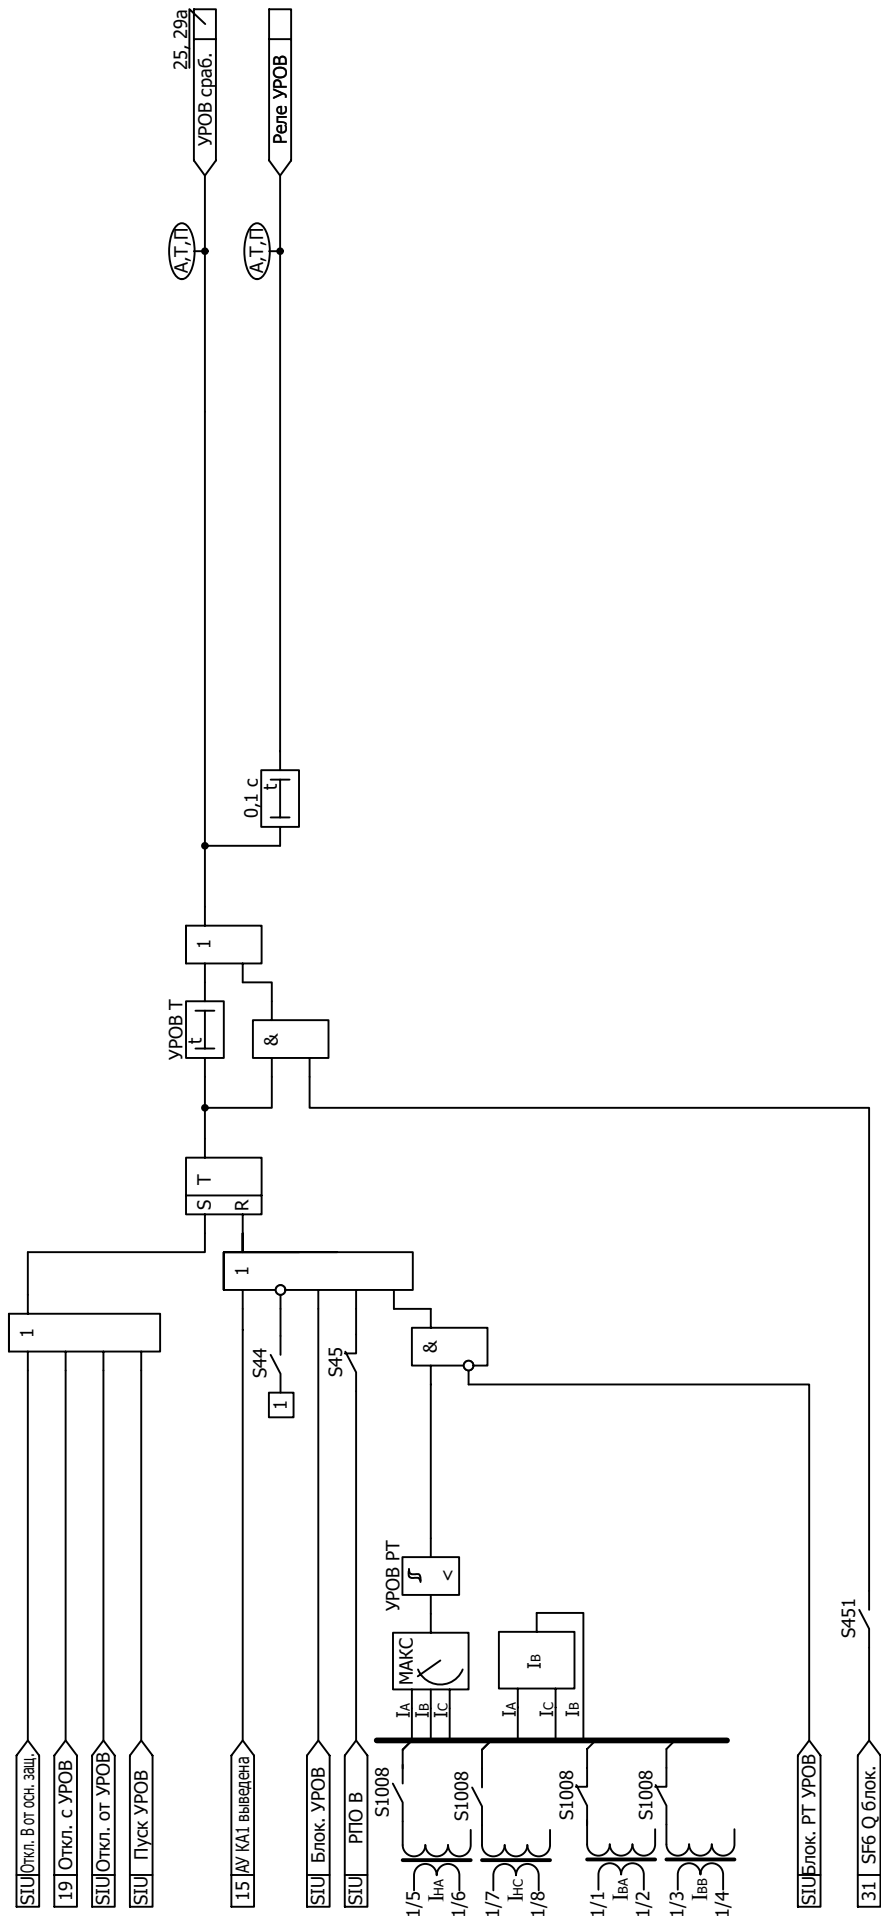 25, 29а
УРОВ сраб.
Реле УРОВ
А,Т,П
А,Т,П
0,1 с
t
1
УРОВ Т
t
&
S T
R
1
1
S44
1
S45
&
УРОВ РТ
<
МАКС
IA
IB
IC
IB
IA
IC
IB
S451
S1008
S1008
S1008
S1008
SIU Откл. В от осн. защ.
19 Откл. с УРОВ
SIU Откл. от УРОВ
SIU Пуск УРОВ
15 АУ КА1 выведена
SIU Блок. УРОВ
SIU РПО В
1/5
IНА
1/6
1/7
IНС
1/8
1/1
IВА
1/2
1/3
IВВ
1/4
SIU Блок. РТ УРОВ
31 SF6 Q блок.